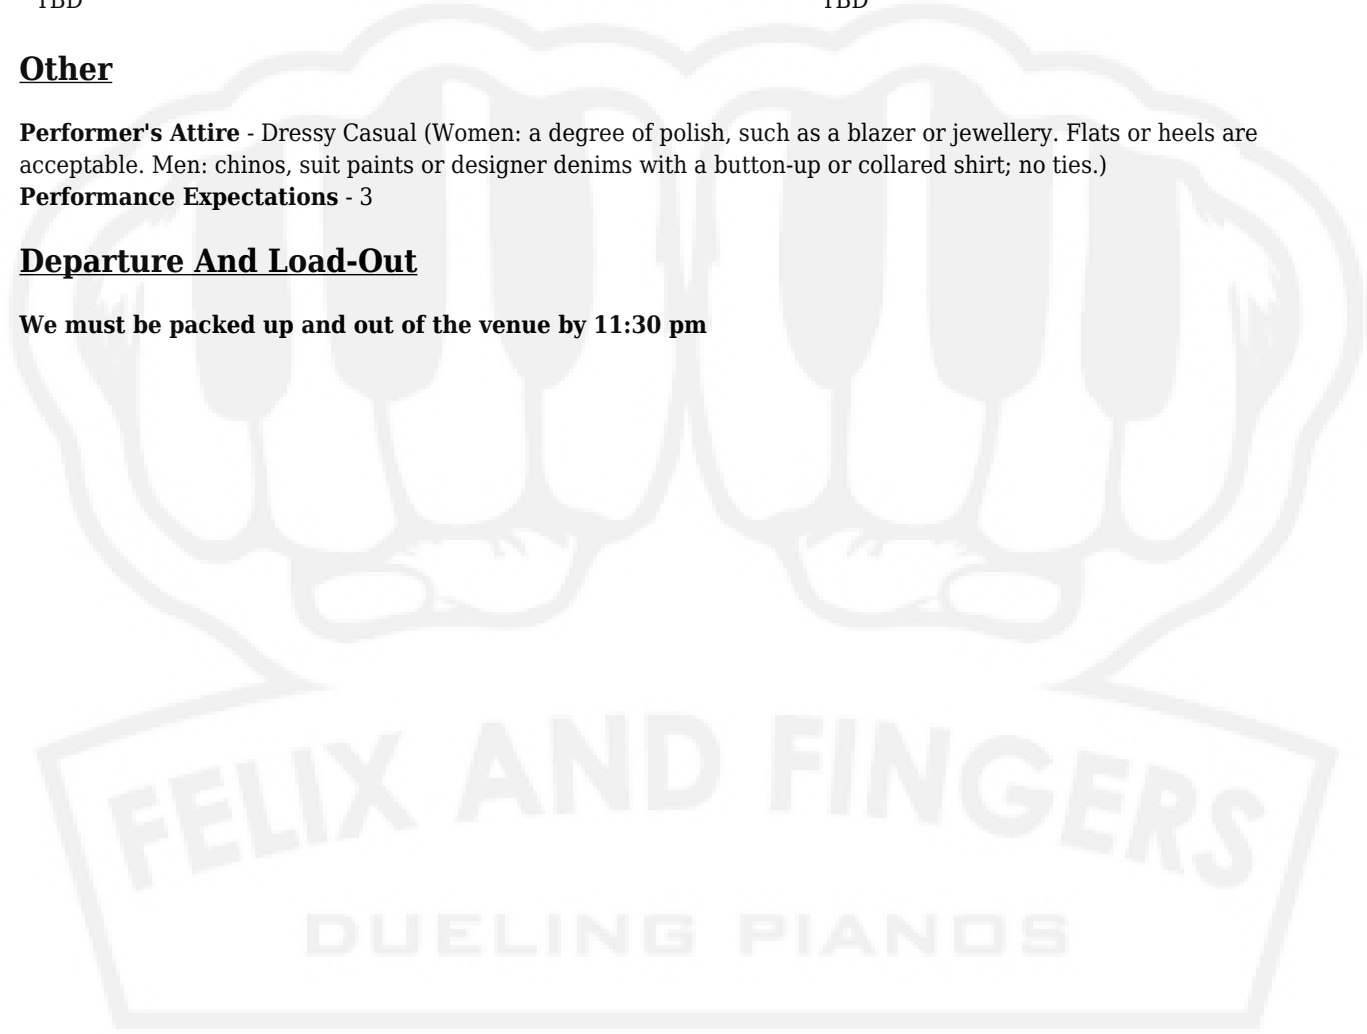 TBD TBD
Other
Performer's Attire - Dressy Casual (Women: a degree of polish, such as a blazer or jewellery. Flats or heels are
acceptable. Men: chinos, suit paints or designer denims with a button-up or collared shirt; no ties.)
Performance Expectations - 3
Departure And Load-Out
We must be packed up and out of the venue by 11:30 pm
FELIX AND FINGERS
DUELING PIANOS